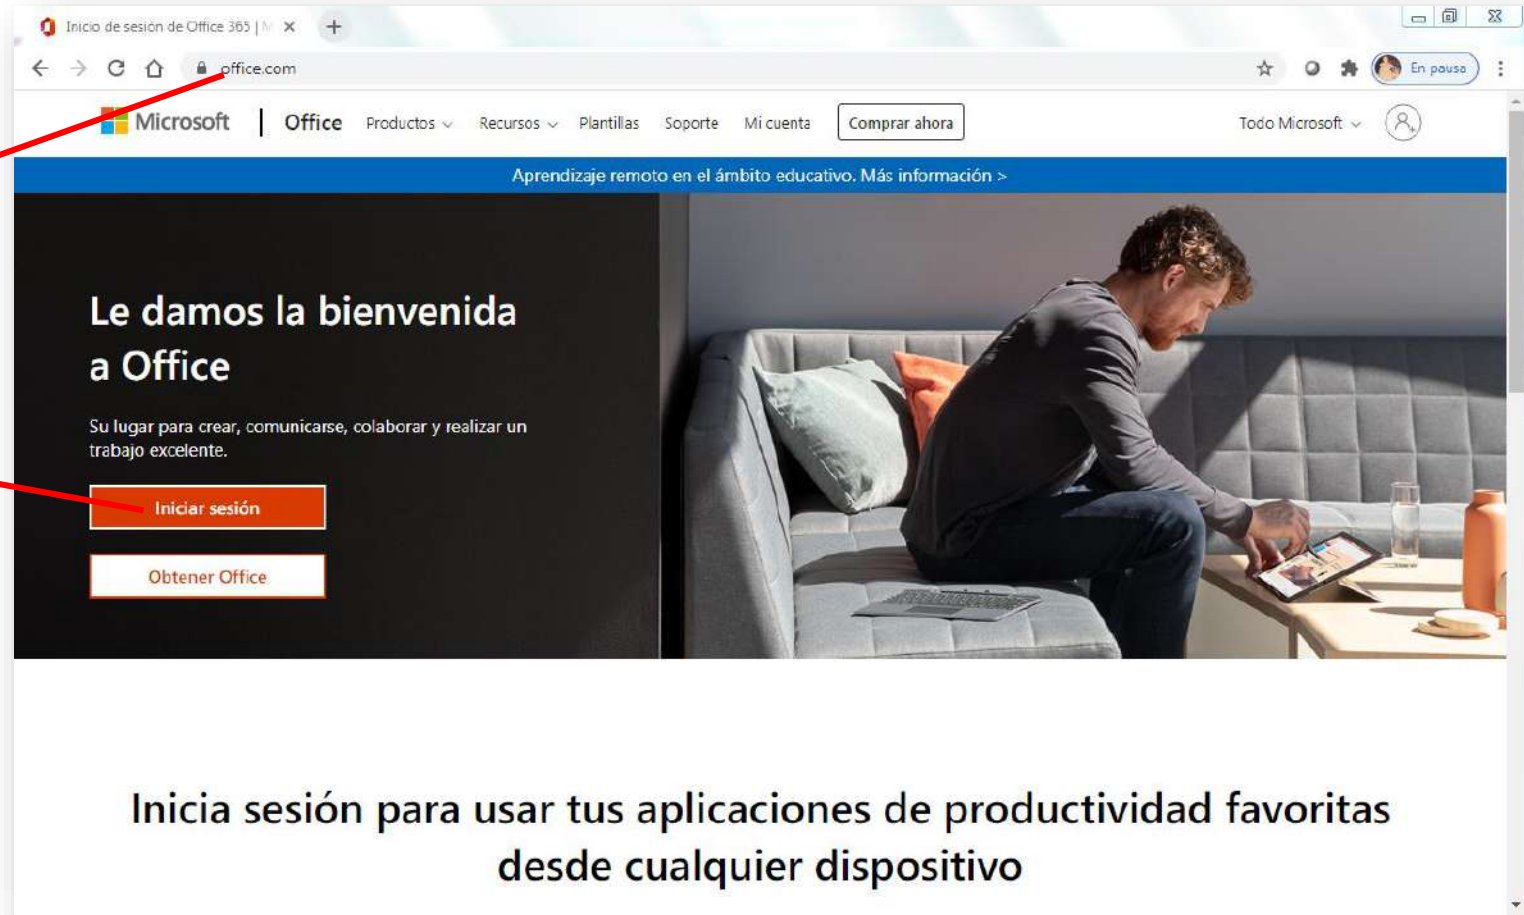 Inicio de sesión de Office 365 | M
office.com
En pausa
Microsoft | Office Productos Recursos Plantillas Soporte Mi cuenta Comprar ahora Todo Microsoft
Aprendizaje remoto en el ámbito educativo. Más información >
Le damos la bienvenida
a Office
Su lugar para crear, comunicarse, colaborar y realizar un
trabajo excelente.
Iniciar sesión
Obtener Office
Inicia sesión para usar tus aplicaciones de productividad favoritas
desde cualquier dispositivo